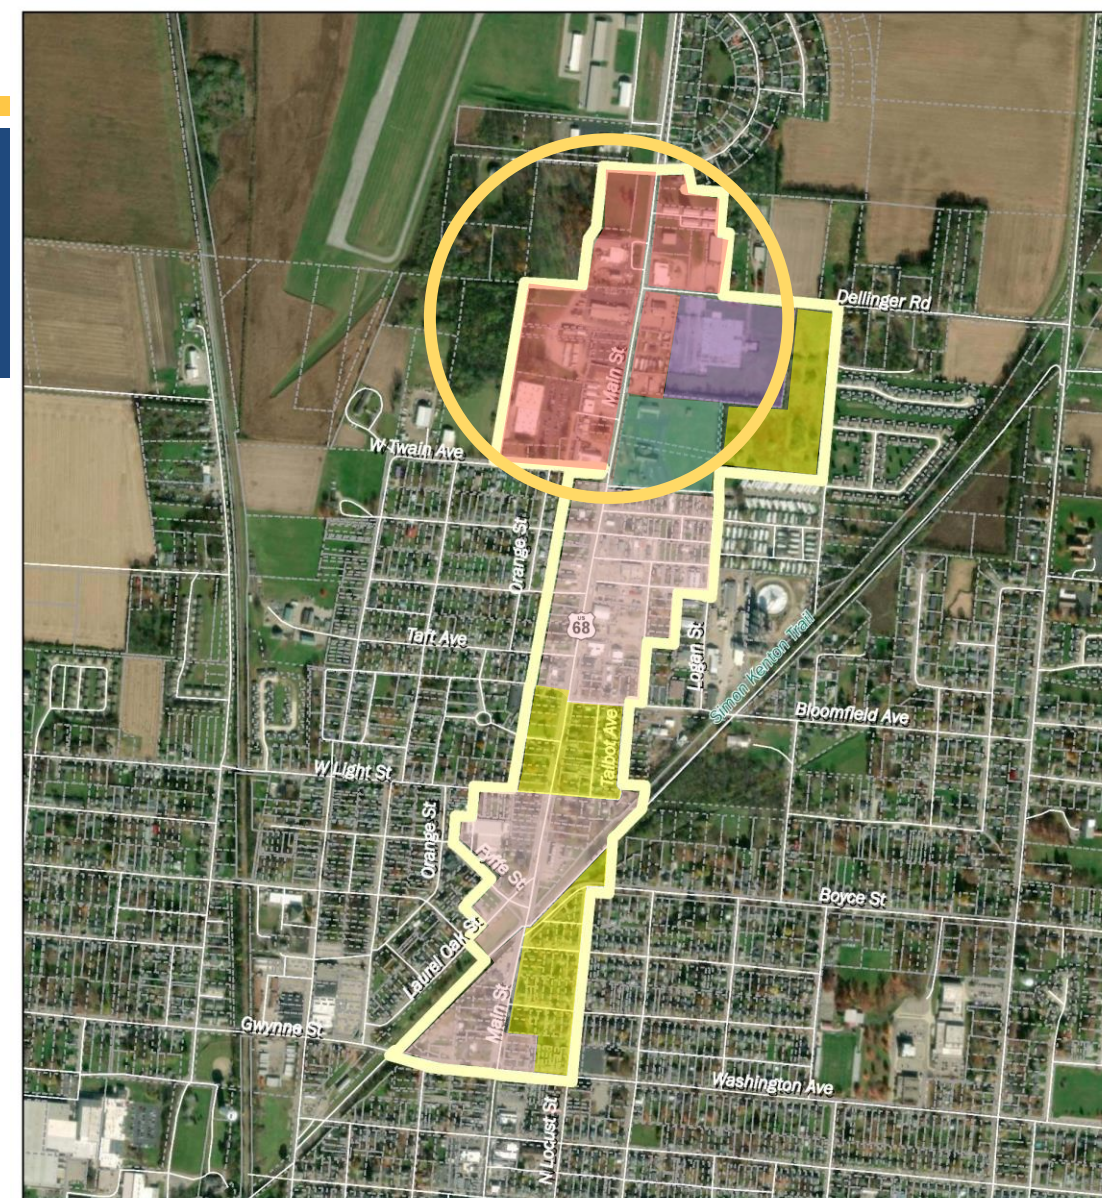 Dellinger Rd
Main St
W Twain Ave
Orange St
US
68
Taft Ave
Logan St
Simon Kenton Trail
Bloomfield Ave
Talbot Ave
W Light St
Orange St
Fyffe St
Boyce St
Laurel Oak St
Main St
Gwynne St
Washington Ave
N Locust St